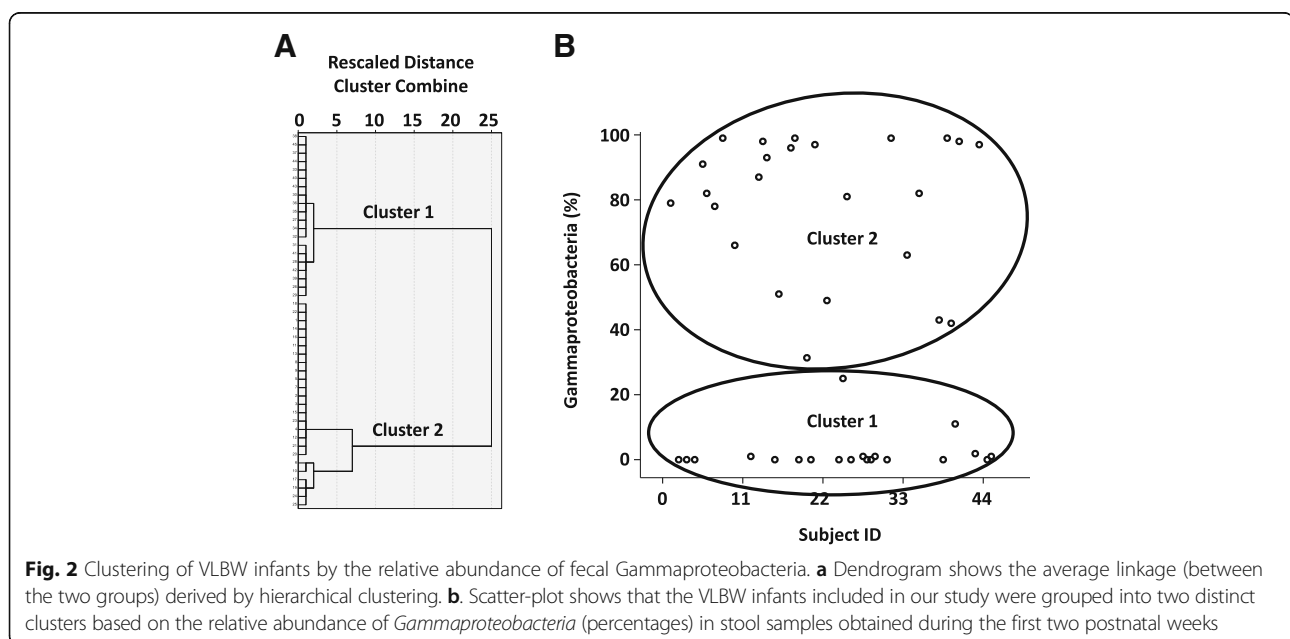 A
Rescaled Distance
Cluster Combine
0 5 10 15 20 25
Cluster 1
Cluster 2
B
Gammaproteobacteria (%)
100
80
60
40
20
0
Cluster 2
Cluster 1
0 11 22 33 44
Subject ID
Fig. 2 Clustering of VLBW infants by the relative abundance of fecal Gammaproteobacteria. a Dendrogram shows the average linkage (between
the two groups) derived by hierarchical clustering. b. Scatter-plot shows that the VLBW infants included in our study were grouped into two distinct
clusters based on the relative abundance of Gammaproteobacteria (percentages) in stool samples obtained during the first two postnatal weeks